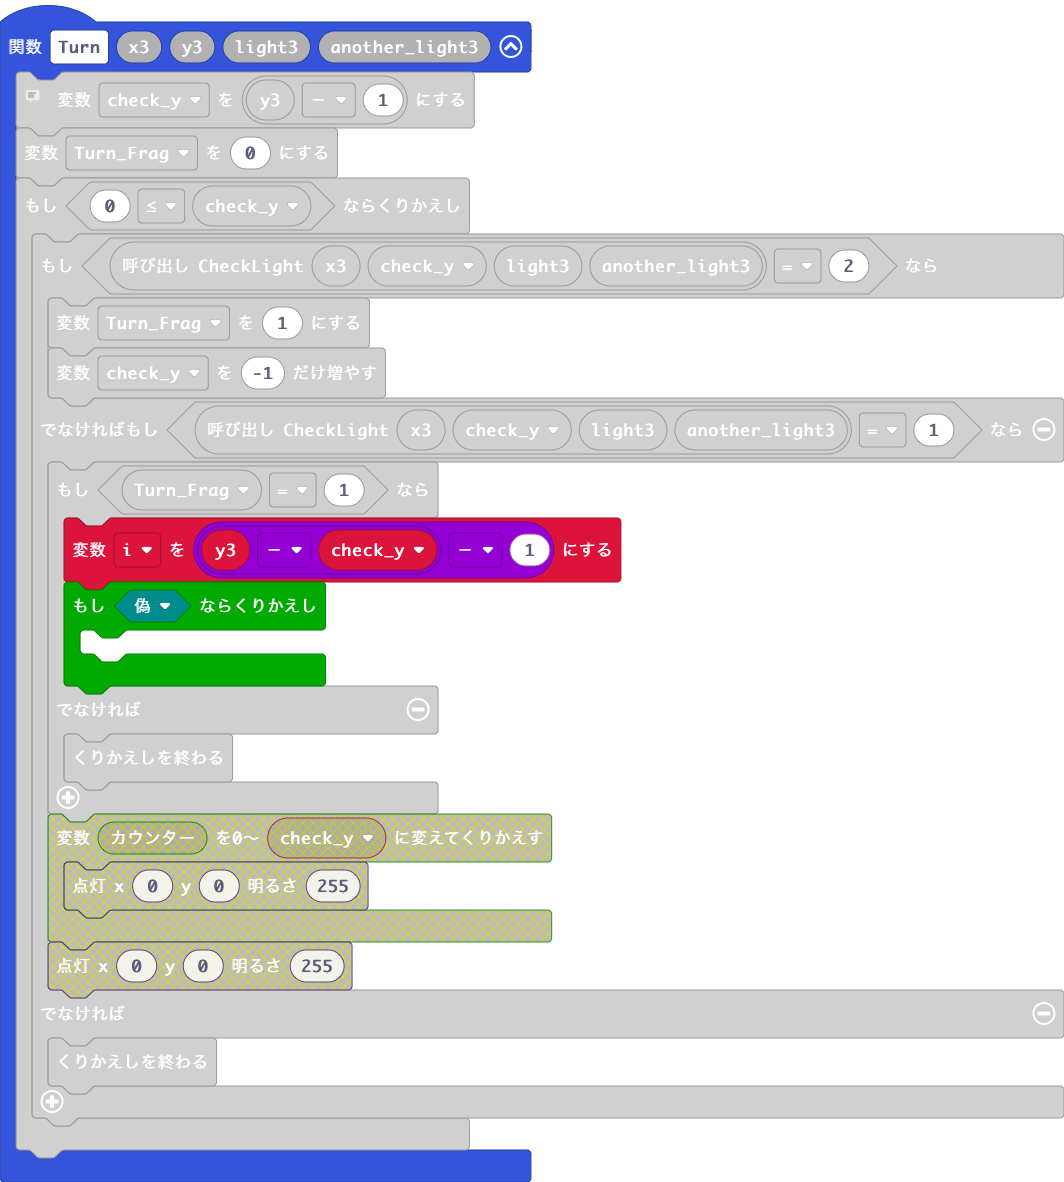 関数 Turn x3 y3 light3 another_light3
変数 check_y を y3 - 1 にする
変数 Turn_Frag を 0 にする
もし 0 ≤ check_y ならくりかえし
もし 呼び出し CheckLight x3 check_y light3 another_light3 = 2 なら
変数 Turn_Frag を 1 にする
変数 check_y を -1 だけ増やす
でなければもし 呼び出し CheckLight x3 check_y light3 another_light3 = 1 なら
もし Turn_Frag = 1 なら
変数 i を y3 - check_y - 1 にする
もし 偽 ならくりかえし
でなければ
くりかえしを終わる
変数 カウンター を0~ check_y に変えてくりかえす
点灯 x 0 y 0 明るさ 255
点灯 x 0 y 0 明るさ 255
でなければ
くりかえしを終わる